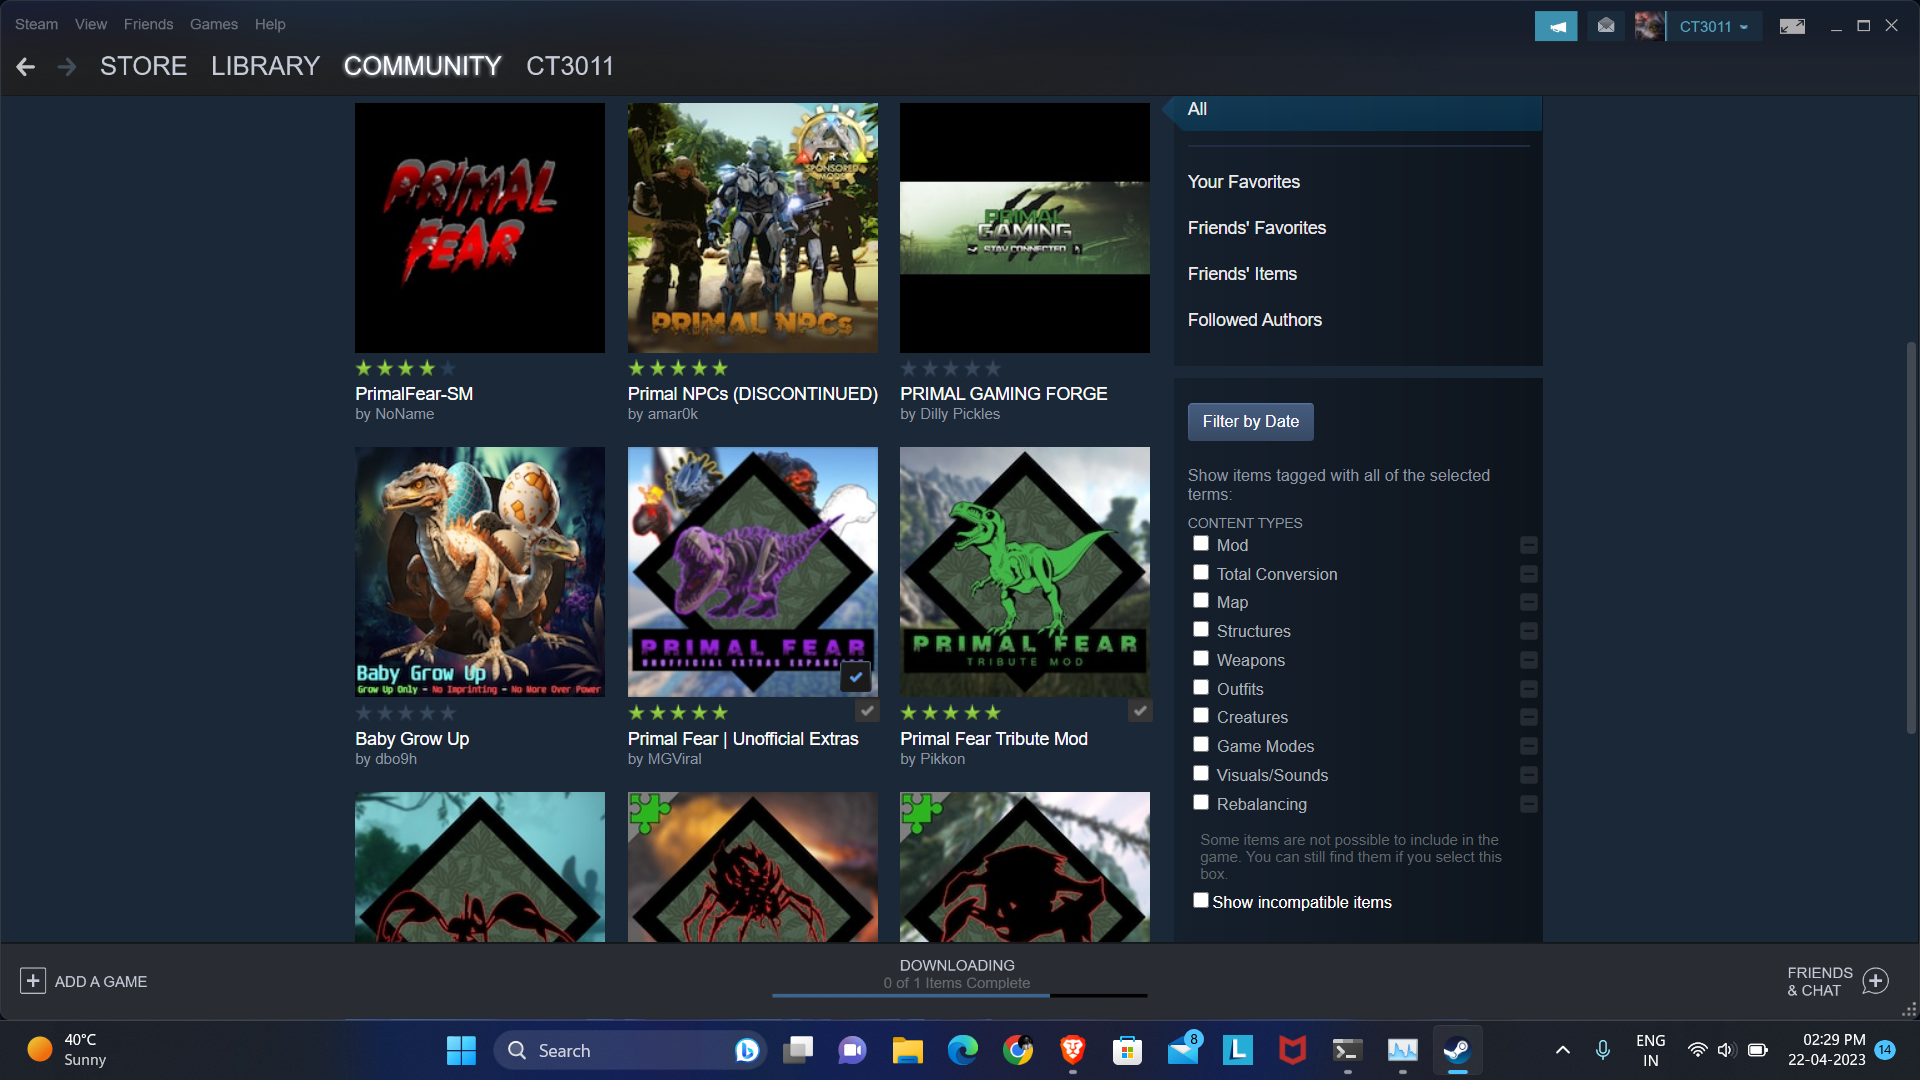 Steam View Friends Games Help
CT3011
STORE LIBRARY COMMUNITY CT3011
PRIMAL FEAR
ARK
SPONSORED MODS
PRIMAL NPCs
PRIMAL GAMING
STAY CONNECTED
PrimalFear-SM
by NoName
Primal NPCs (DISCONTINUED)
by amar0k
PRIMAL GAMING FORGE
by Dilly Pickles
Baby Grow Up
Grow Up Only - No Imprinting - No More Over Power
PRIMAL FEAR
UNOFFICIAL EXTRAS
PRIMAL FEAR
TRIBUTE MOD
Baby Grow Up
by dbo9h
Primal Fear | Unofficial Extras
by MGViral
Primal Fear Tribute Mod
by Pikkon
All
Your Favorites
Friends' Favorites
Friends' Items
Followed Authors
Filter by Date
Show items tagged with all of the selected
terms:
CONTENT TYPES
Mod
Total Conversion
Map
Structures
Weapons
Outfits
Creatures
Game Modes
Visuals/Sounds
Rebalancing
Some items are not possible to include in the
game. You can still find them if you select this
box.
Show incompatible items
ADD A GAME
DOWNLOADING
0 of 1 Items Complete
FRIENDS
& CHAT
40°C
Sunny
Search
8
ENG
IN
02:29 PM
22-04-2023
14